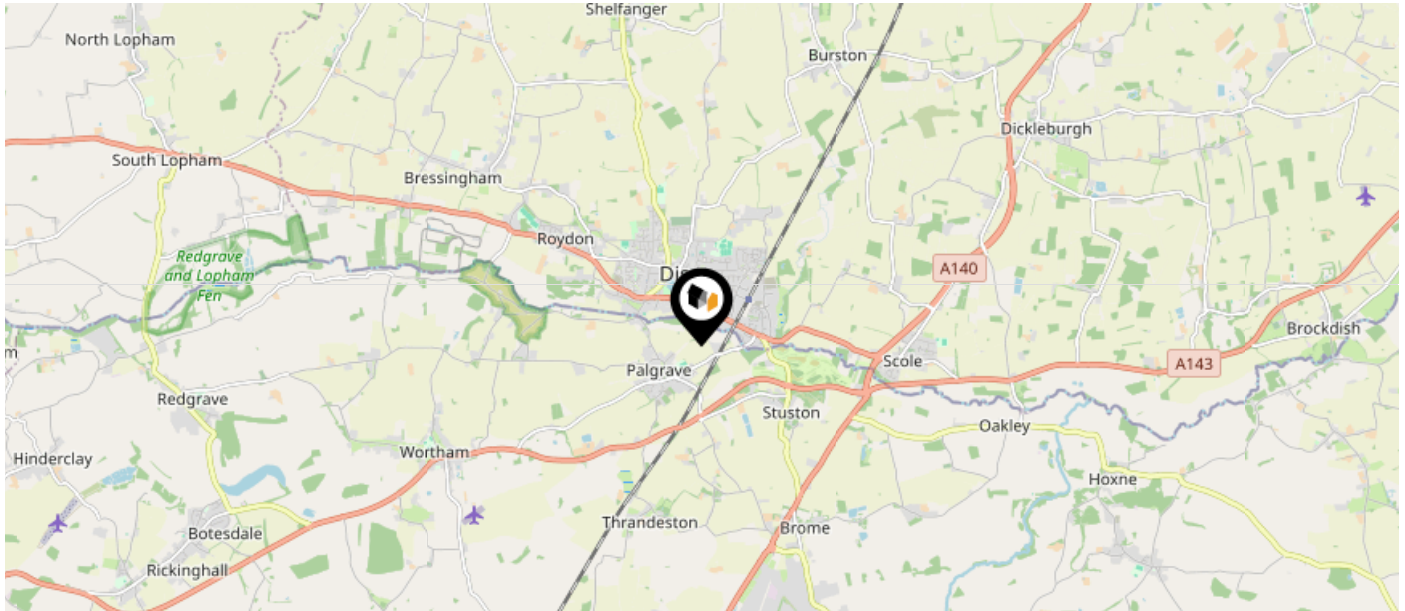 Shelfanger
North Lopham
Burston
Dickleburgh
South Lopham
Bressingham
Roydon
Redgrave
and Lopham
Fen
Dis
A140
Brockdish
Scole
A143
Palgrave
Redgrave
Stuston
Oakley
Wortham
Hinderclay
Hoxne
Thrandeston
Brome
Botesdale
Rickinghall